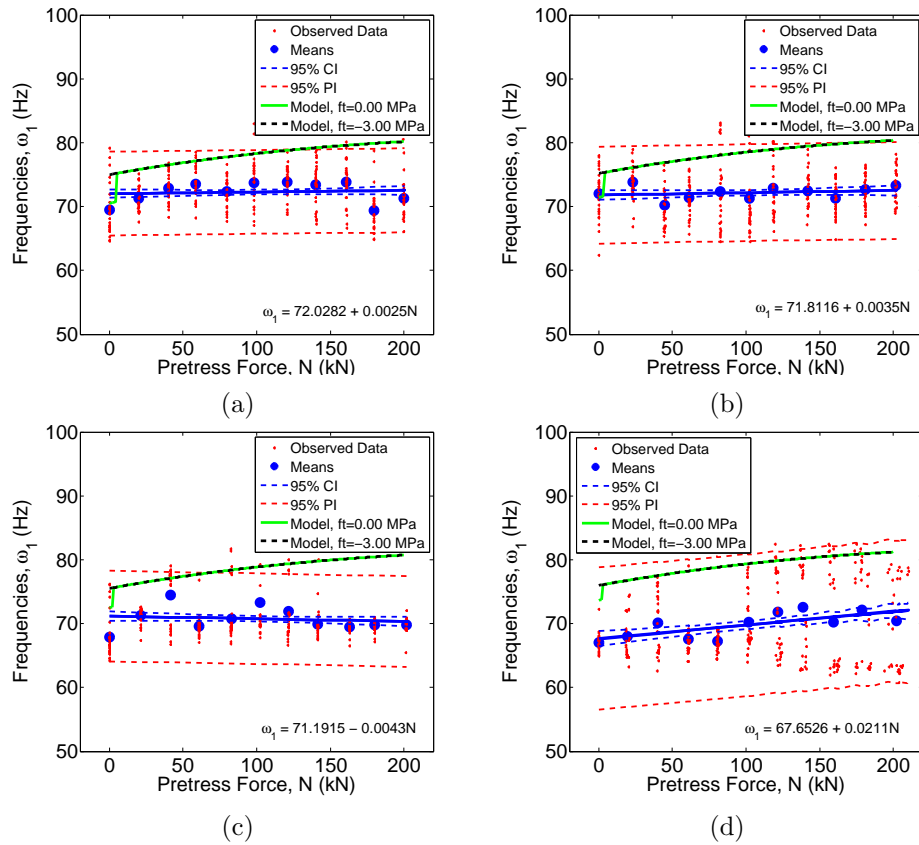 Observed Data
Means
95% CI
95% PI
Model, ft=0.00 MPa
Model, ft=−3.00 MPa
100
90
80
70
60
50
Frequencies, ω1 (Hz)
ω1 = 72.0282 + 0.0025N
0 50 100 150 200
Pretress Force, N (kN)
(a)
Observed Data
Means
95% CI
95% PI
Model, ft=0.00 MPa
Model, ft=−3.00 MPa
100
90
80
70
60
50
Frequencies, ω1 (Hz)
ω1 = 71.8116 + 0.0035N
0 50 100 150 200
Pretress Force, N (kN)
(b)
Observed Data
Means
95% CI
95% PI
Model, ft=0.00 MPa
Model, ft=−3.00 MPa
100
90
80
70
60
50
Frequencies, ω1 (Hz)
ω1 = 71.1915 − 0.0043N
0 50 100 150 200
Pretress Force, N (kN)
(c)
Observed Data
Means
95% CI
95% PI
Model, ft=0.00 MPa
Model, ft=−3.00 MPa
100
90
80
70
60
50
Frequencies, ω1 (Hz)
ω1 = 67.6526 + 0.0211N
0 50 100 150 200
Pretress Force, N (kN)
(d)